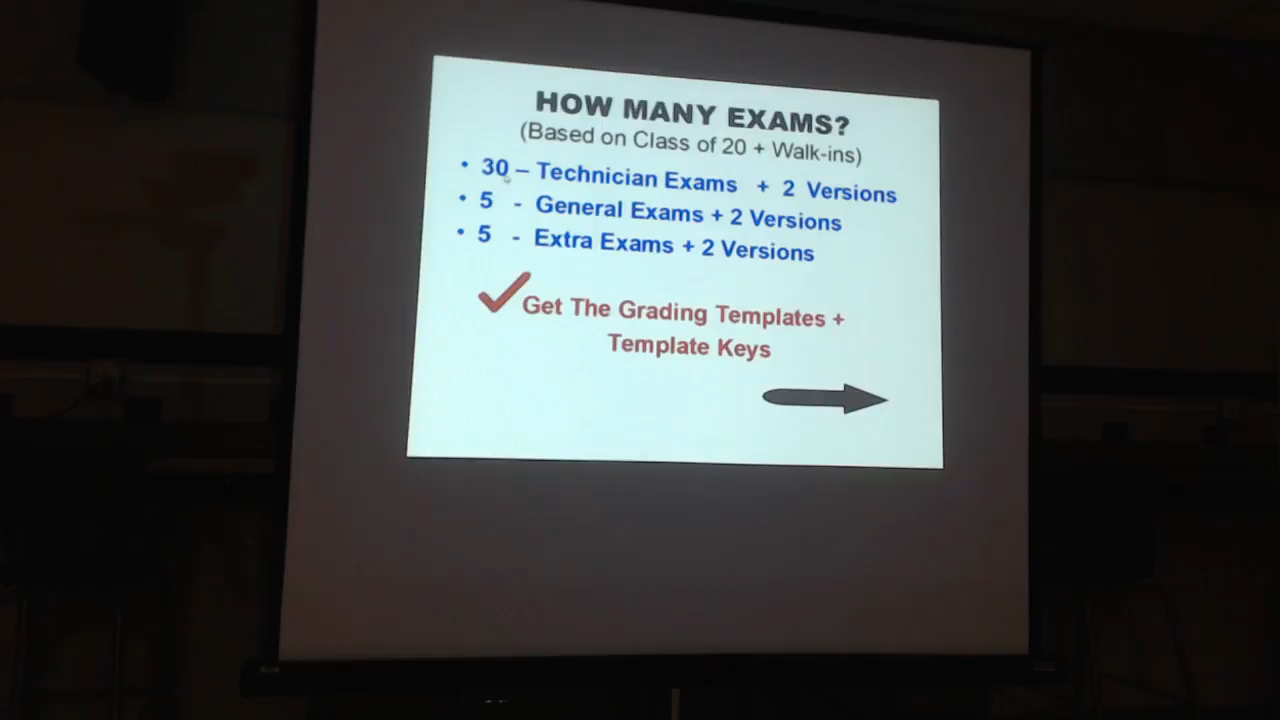 HOW MANY EXAMS?
(Based on Class of 20 + Walk-ins)
• 30 – Technician Exams + 2 Versions
• 5 - General Exams + 2 Versions
• 5 - Extra Exams + 2 Versions
Get The Grading Templates +
Template Keys